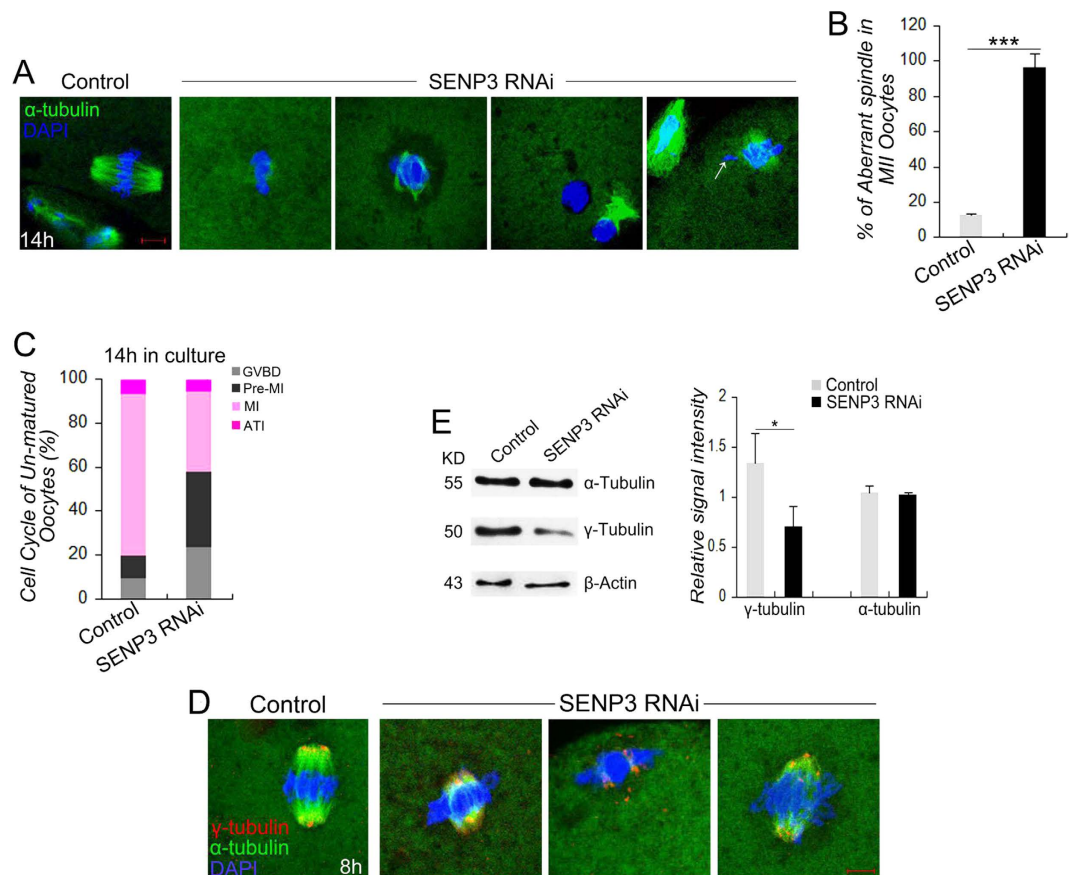 A
Control
SENP3 RNAi
α-tubulin
DAPI
14h
B
% of Aberrant spindle in
MII Oocytes
120
100
80
60
40
20
0
***
Control
SENP3 RNAi
C
14h in culture
Cell Cycle of Un-matured
Oocytes (%)
100
80
60
40
20
0
GVBD
Pre-MI
MI
ATI
Control
SENP3 RNAi
E
Control
SENP3 RNAi
KD
55
α-Tubulin
50
γ-Tubulin
43
β-Actin
Control
SENP3 RNAi
Relative signal intensity
2
1.5
1
0.5
0
*
γ-tubulin
α-tubulin
D
Control
SENP3 RNAi
γ-tubulin
α-tubulin
DAPI
8h